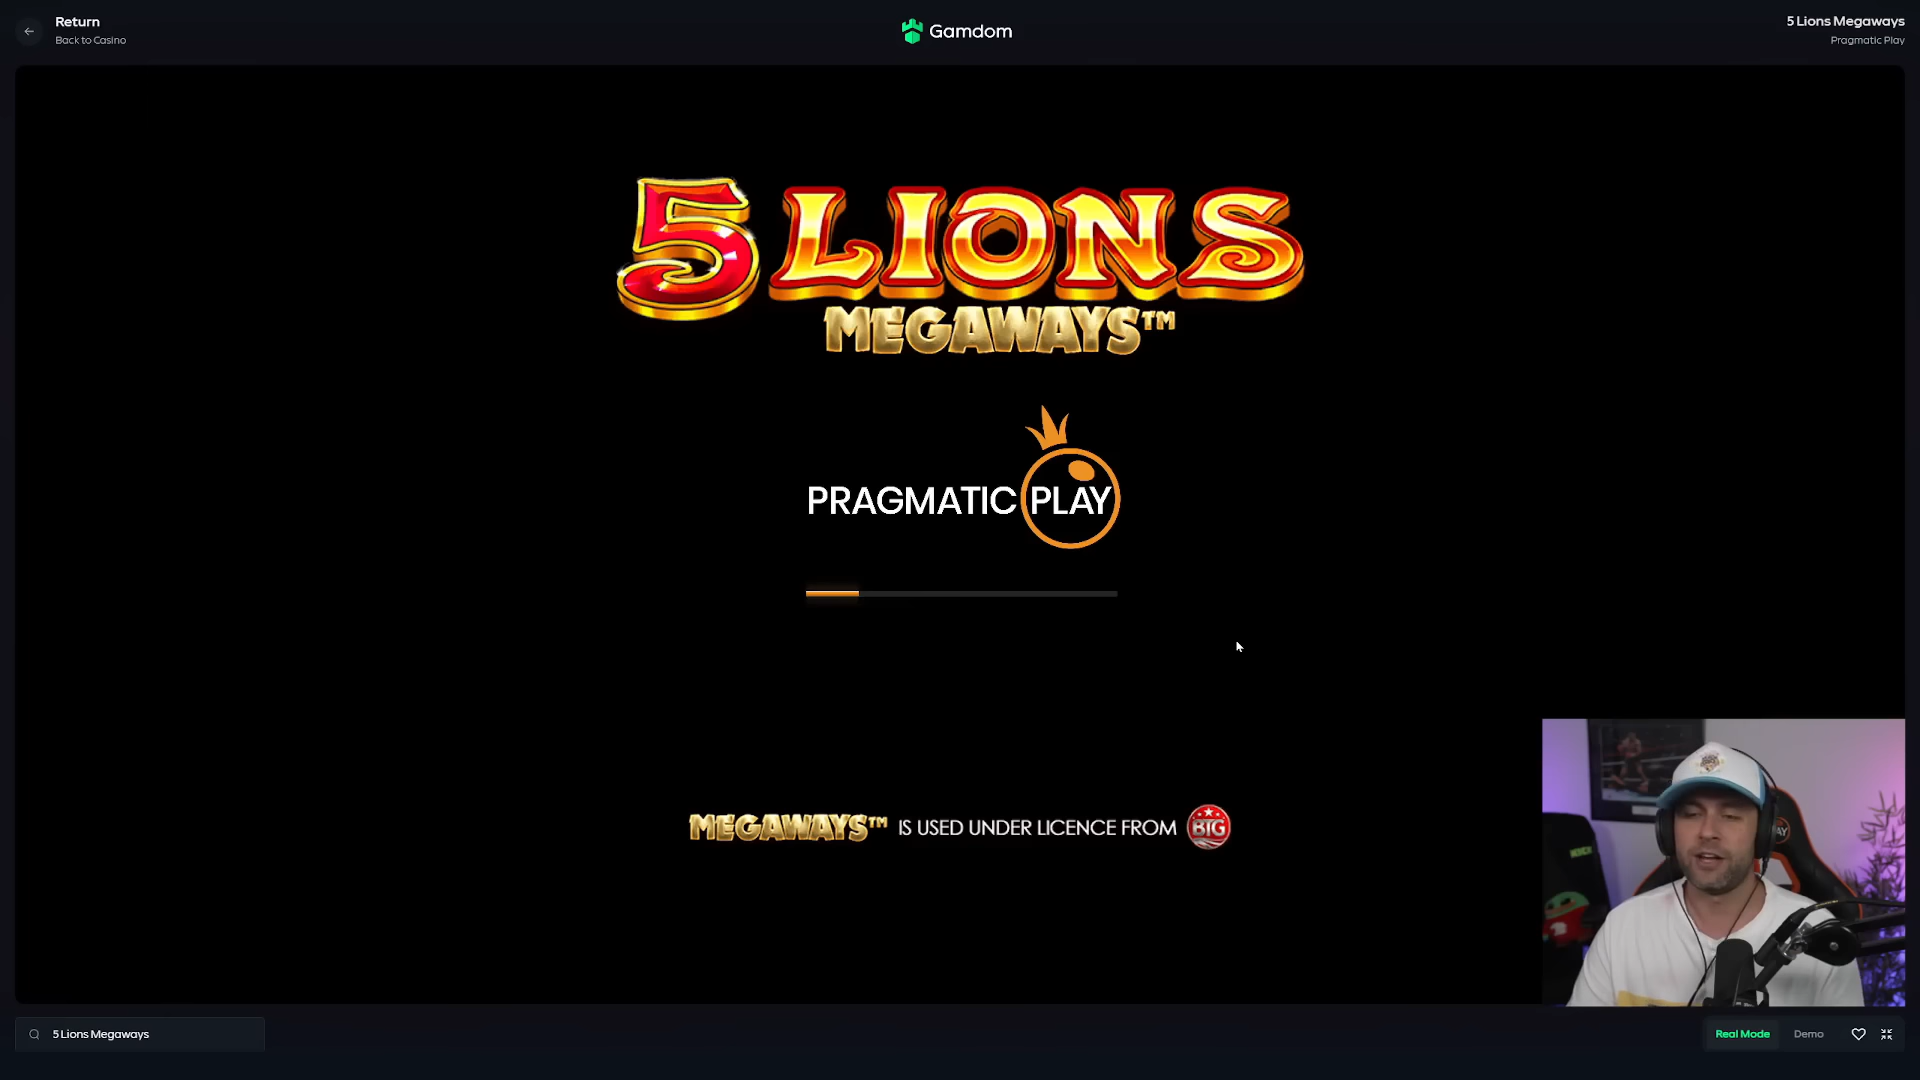 Return
Back to Casino
Gamdom
5 Lions Megaways
Pragmatic Play
5 LIONS
MEGAWAYS™
PRAGMATIC PLAY
MEGAWAYS™ IS USED UNDER LICENCE FROM BTG
5 Lions Megaways
Real Mode
Demo